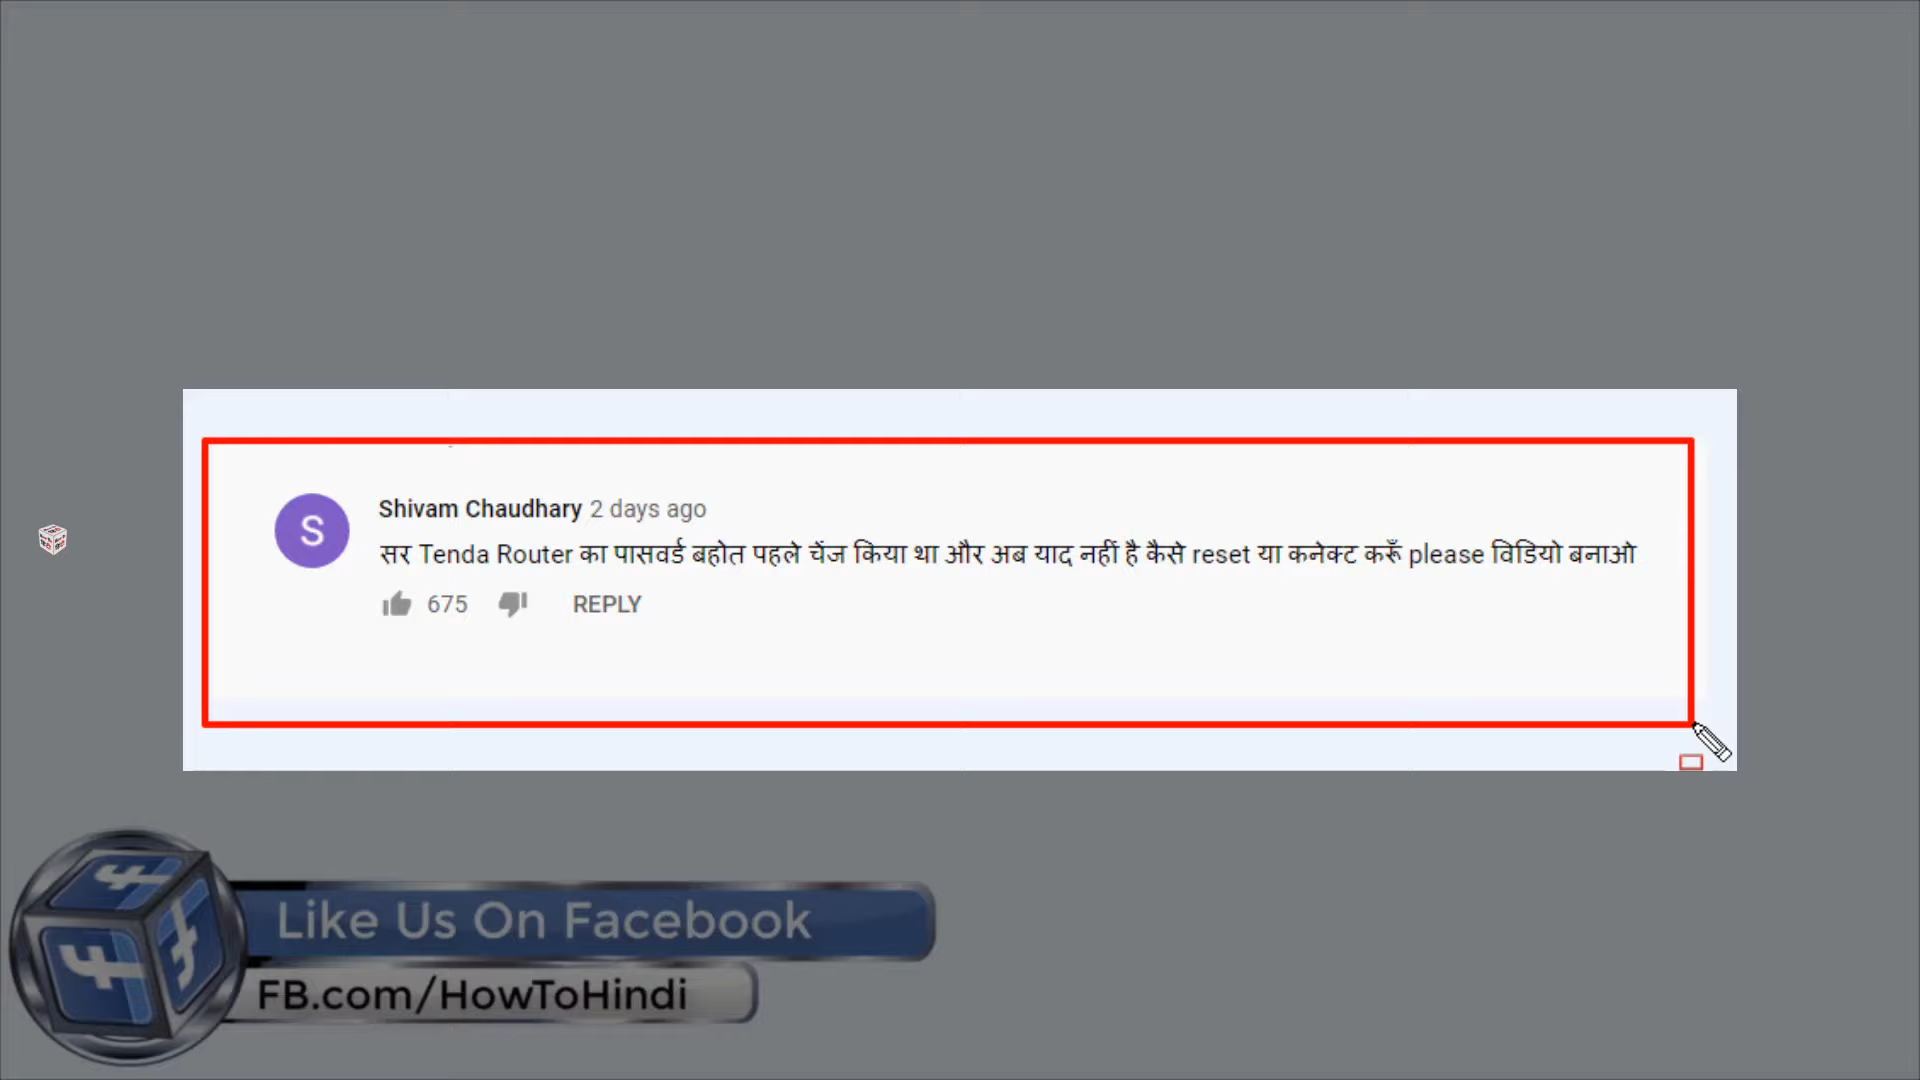 S
Shivam Chaudhary 2 days ago
सर Tenda Router का पासवर्ड बहोत पहले चेंज किया था और अब याद नहीं है कैसे reset या कनेक्ट करूँ please विडियो बनाओ
675 REPLY
Like Us On Facebook
FB.com/HowToHindi